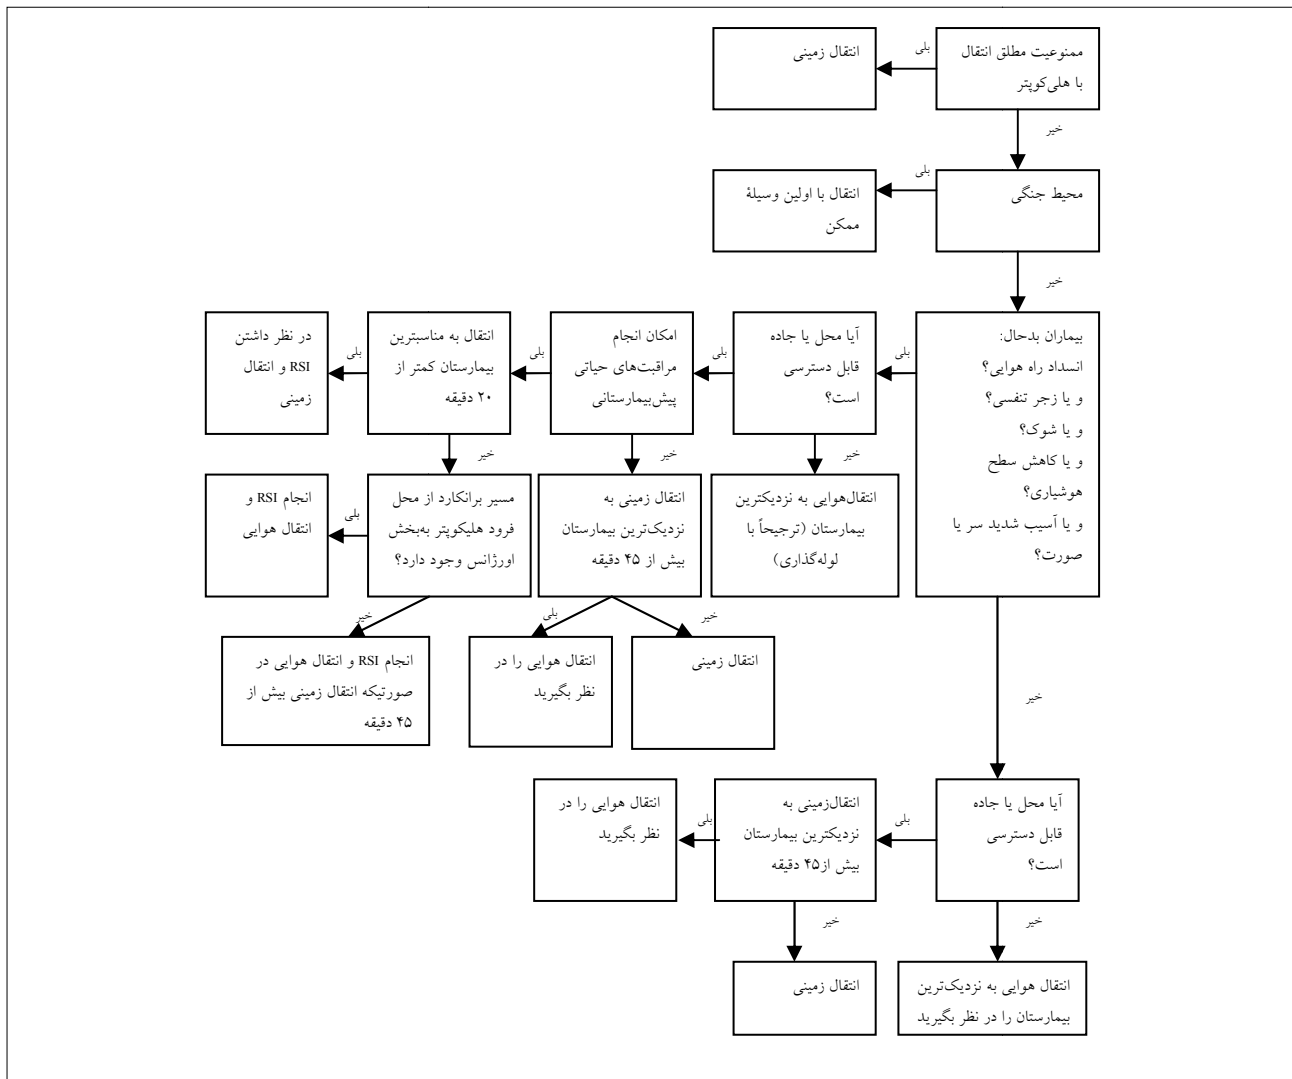 ممنوعیت مطلق انتقال
با هلی‌کوپتر
بلی
انتقال زمینی
خیر
محیط جنگی
بلی
انتقال با اولین وسیلهٔ
ممکن
خیر
بیماران بدحال:
انسداد راه هوایی؟
و یا زجر تنفسی؟
و یا شوک؟
و یا کاهش سطح
هوشیاری؟
و یا آسیب شدید سر یا
صورت؟
بلی
آیا محل یا جاده
قابل دسترسی
است؟
بلی
امکان انجام
مراقبت‌های حیاتی
پیش‌بیمارستانی
بلی
انتقال به مناسبترین
بیمارستان کمتر از
۲۰ دقیقه
بلی
در نظر داشتن
RSI و انتقال
زمینی
خیر
خیر
خیر
انتقال‌هوایی به نزدیکترین
بیمارستان (ترجیحاً با
لوله‌گذاری)
انتقال زمینی به
نزدیک‌ترین بیمارستان
بیش از ۴۵ دقیقه
مسیر برانکارد از محل
فرود هلیکوپتر به‌بخش
اورژانس وجود دارد؟
بلی
انجام RSI و
انتقال هوایی
خیر
بلی
خیر
انتقال زمینی
انتقال هوایی را در
نظر بگیرید
انجام RSI و انتقال هوایی در
صورتیکه انتقال زمینی بیش از
۴۵ دقیقه
خیر
آیا محل یا جاده
قابل دسترسی
است؟
بلی
انتقال‌زمینی به
نزدیکترین بیمارستان
بیش از۴۵ دقیقه
بلی
انتقال هوایی را در
نظر بگیرید
خیر
خیر
انتقال هوایی به نزدیک‌ترین
بیمارستان را در نظر بگیرید
انتقال زمینی